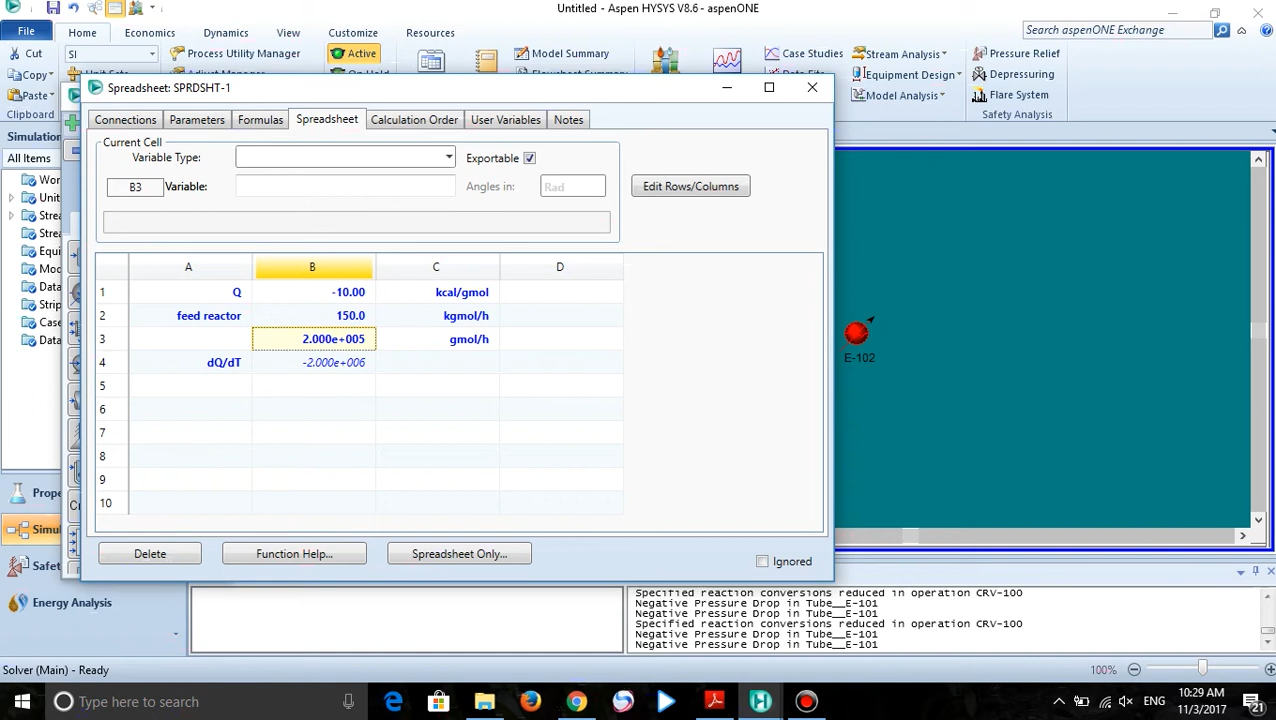 Untitled - Aspen HYSYS V8.6 - aspenONE
File
Home
Economics
Dynamics
View
Customize
Resources
Search aspenONE Exchange
Cut
SI
Process Utility Manager
Active
Model Summary
Case Studies
Stream Analysis
Pressure Relief
Copy
Equipment Design
Depressuring
Paste
Model Analysis
Flare System
Clipboard
Safety Analysis
Spreadsheet: SPRDSHT-1
Connections
Parameters
Formulas
Spreadsheet
Calculation Order
User Variables
Notes
Current Cell
Variable Type:
Exportable
B3
Variable:
Angles in:
Rad
Edit Rows/Columns
A B C D
1 Q -10.00 kcal/gmol
2 feed reactor 150.0 kgmol/h
3 2.000e+005 gmol/h
4 dQ/dT -2.000e+006
5
6
7
8
9
10
Delete
Function Help...
Spreadsheet Only...
Ignored
All Items
E-102
Energy Analysis
Specified reaction conversions reduced in operation CRV-100
Negative Pressure Drop in Tube__E-101
Negative Pressure Drop in Tube__E-101
Specified reaction conversions reduced in operation CRV-100
Negative Pressure Drop in Tube__E-101
Negative Pressure Drop in Tube__E-101
Solver (Main) - Ready
100%
Type here to search
ENG
10:29 AM
11/3/2017
21